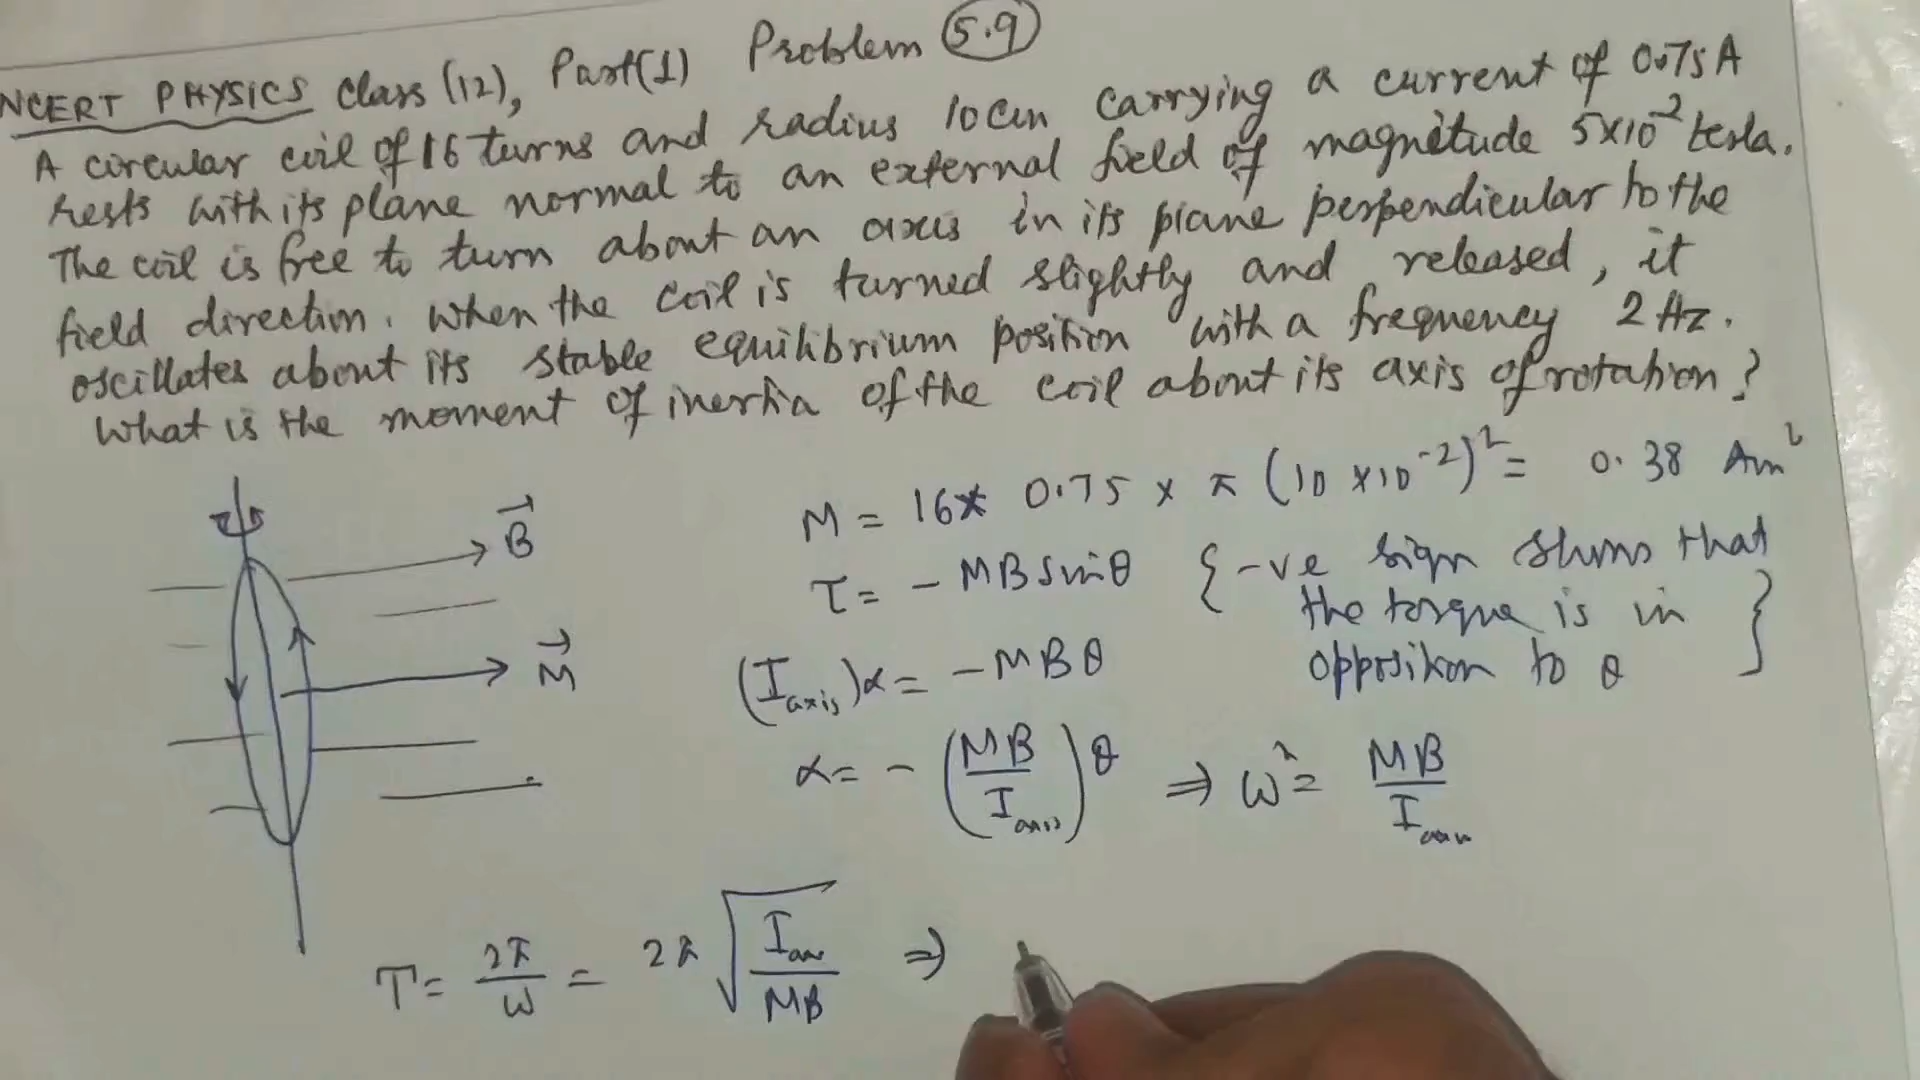 NCERT PHYSICS Class (12), Part(1) Problem 5.9
A circular coil of 16 turns and radius 10cm carrying a current of 0.75A
rests with its plane normal to an external field of magnitude 5×10⁻² tesla.
The coil is free to turn about an axis in its plane perpendicular to the
field direction. When the coil is turned slightly and released, it
oscillates about its stable equilibrium position with a frequency 2 Hz.
What is the moment of inertia of the coil about its axis of rotation?
B⃗
M⃗
M = 16 × 0.75 × π (10 × 10⁻²)² = 0.38 Am²
τ = - MB sinθ {-ve sign shows that
the torque is in
opposition to θ}
(I_axis)α = - MBθ
α = - (MB/I_axis)θ ⇒ ω² = MB/I_axis
T = 2π/ω = 2π √(I_axis/MB) ⇒